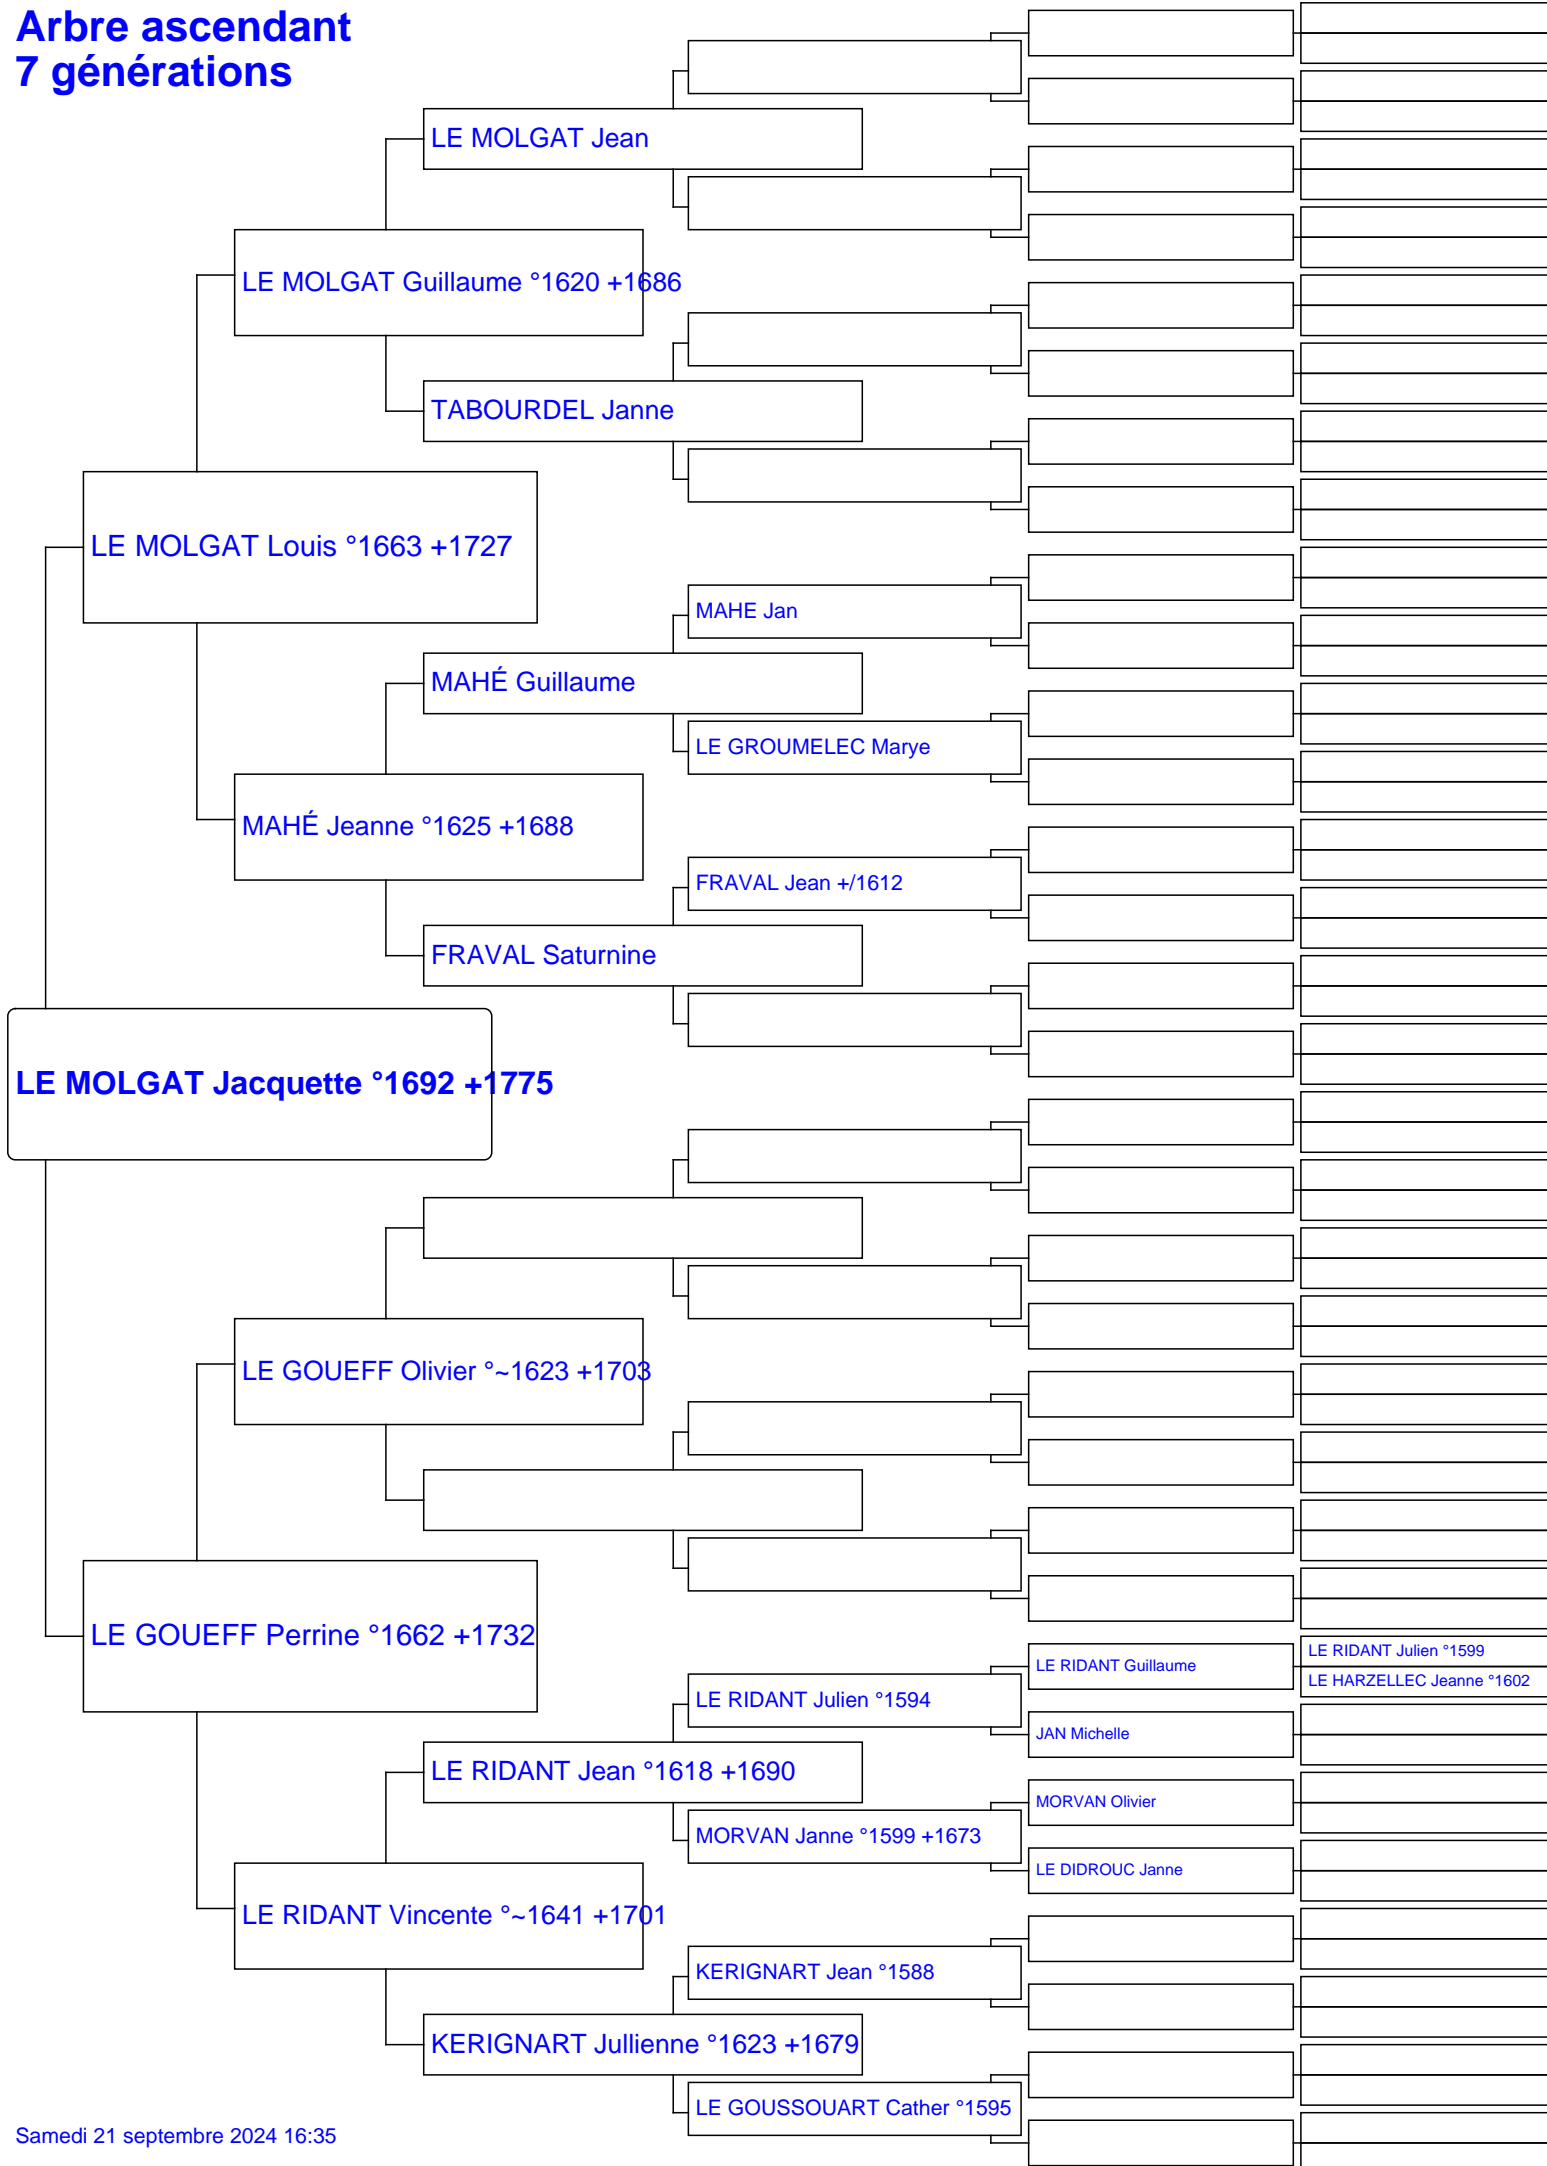 Arbre ascendant
7 générations
LE MOLGAT Jean
LE MOLGAT Guillaume °1620 +1686
TABOURDEL Janne
LE MOLGAT Louis °1663 +1727
MAHE Jan
MAHÉ Guillaume
LE GROUMELEC Marye
MAHÉ Jeanne °1625 +1688
FRAVAL Jean +/1612
FRAVAL Saturnine
LE MOLGAT Jacquette °1692 +1775
LE GOUEFF Olivier °~1623 +1703
LE GOUEFF Perrine °1662 +1732
LE RIDANT Julien °1599
LE RIDANT Guillaume
LE HARZELLEC Jeanne °1602
LE RIDANT Julien °1594
JAN Michelle
LE RIDANT Jean °1618 +1690
MORVAN Olivier
MORVAN Janne °1599 +1673
LE DIDROUC Janne
LE RIDANT Vincente °~1641 +1701
KERIGNART Jean °1588
KERIGNART Jullienne °1623 +1679
LE GOUSSOUART Cather °1595
Samedi 21 septembre 2024 16:35